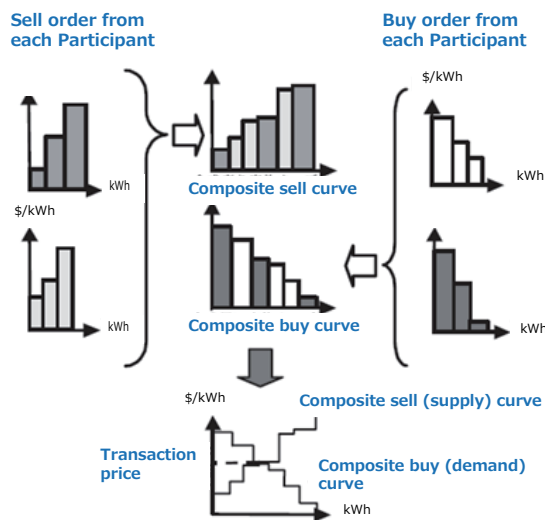 Sell order from
each Participant
Buy order from
each Participant
$/kWh
kWh
kWh
Composite sell curve
$/kWh
kWh
kWh
Composite buy curve
$/kWh
Composite sell (supply) curve
Transaction
price
Composite buy (demand)
curve
kWh